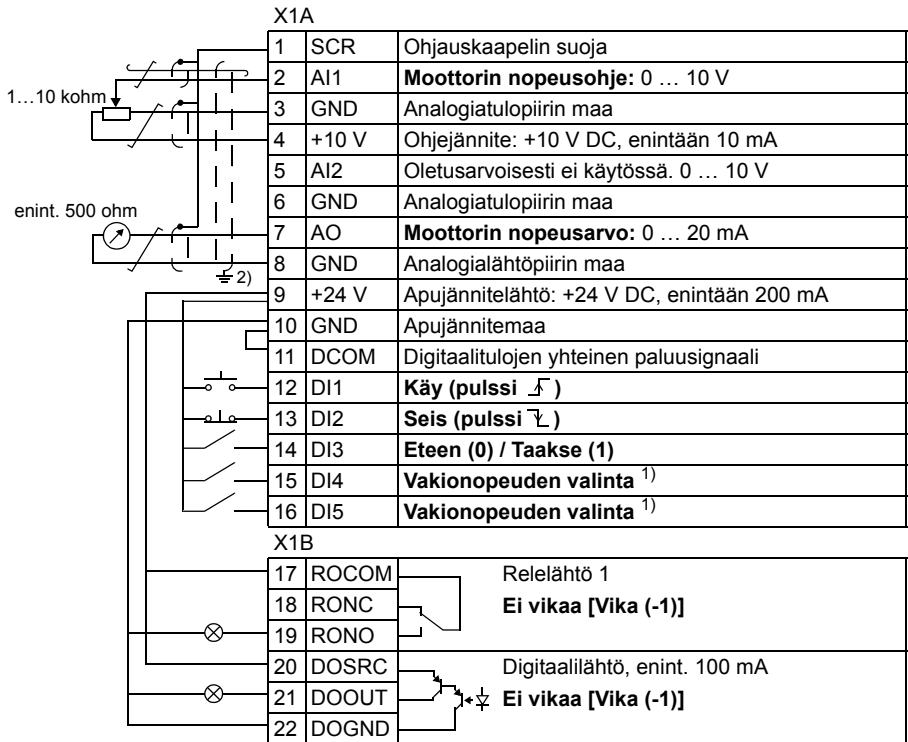 X1A
1 SCR Ohjauskaapelin suoja
2 AI1 Moottorin nopeusohje: 0 … 10 V
1…10 kohm
3 GND Analogiatulopiirin maa
4 +10 V Ohjejännite: +10 V DC, enintään 10 mA
5 AI2 Oletusarvoisesti ei käytössä. 0 … 10 V
6 GND Analogiatulopiirin maa
enint. 500 ohm
7 AO Moottorin nopeusarvo: 0 … 20 mA
8 GND Analogialähtöpiirin maa
2)
9 +24 V Apujännitelähtö: +24 V DC, enintään 200 mA
10 GND Apujännitemaa
11 DCOM Digitaalitulojen yhteinen paluusignaali
12 DI1 Käy (pulssi )
13 DI2 Seis (pulssi )
14 DI3 Eteen (0) / Taakse (1)
15 DI4 Vakionopeuden valinta 1)
16 DI5 Vakionopeuden valinta 1)
X1B
17 ROCOM Relelähtö 1
18 RONC Ei vikaa [Vika (-1)]
19 RONO
20 DOSRC Digitaalilähtö, enint. 100 mA
21 DOOUT Ei vikaa [Vika (-1)]
22 DOGND